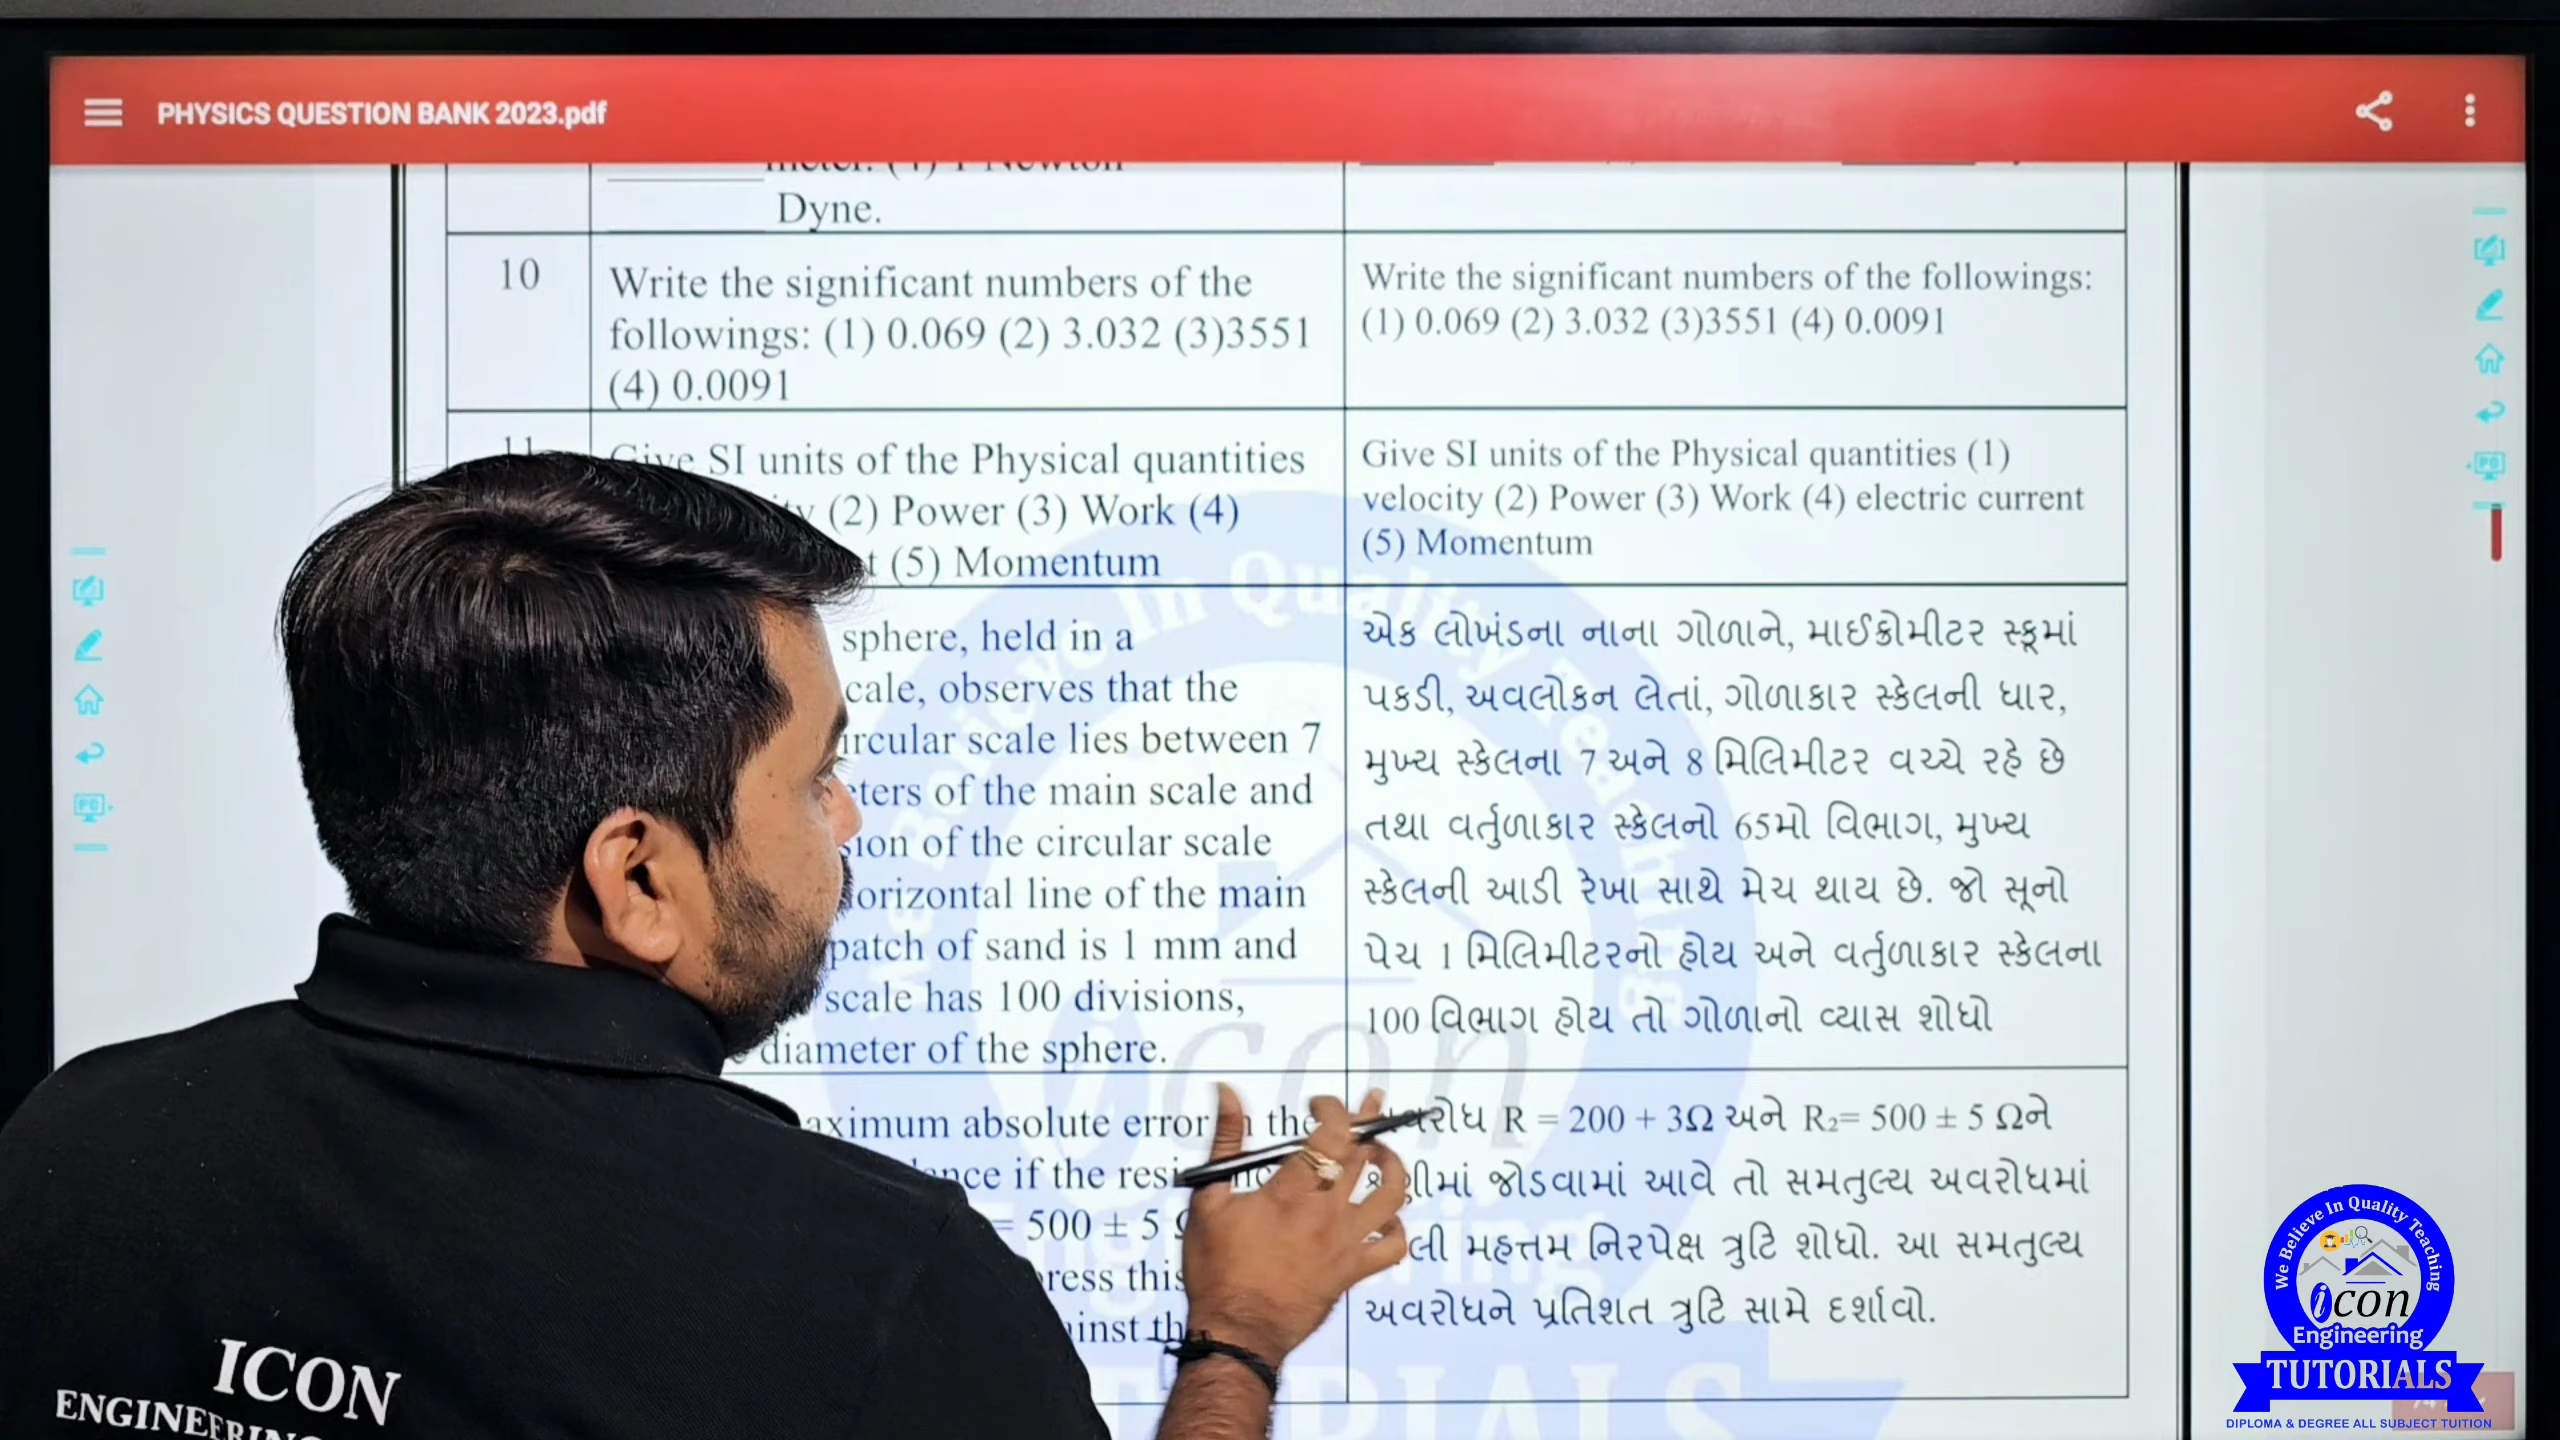 PHYSICS QUESTION BANK 2023.pdf
Dyne.
10
Write the significant numbers of the
followings: (1) 0.069 (2) 3.032 (3)3551
(4) 0.0091
Write the significant numbers of the followings:
(1) 0.069 (2) 3.032 (3)3551 (4) 0.0091
SI units of the Physical quantities
(2) Power (3) Work (4)
(5) Momentum
Give SI units of the Physical quantities (1)
velocity (2) Power (3) Work (4) electric current
(5) Momentum
sphere, held in a
observes that the
scale lies between 7
of the main scale and
of the circular scale
line of the main
of sand is 1 mm and
scale has 100 divisions,
diameter of the sphere.
એક લોખંડના નાના ગોળાને, માઈક્રોમીટર સ્ક્રૂમાં
પકડી, અવલોકન લેતાં, ગોળાકાર સ્કેલની ધાર,
મુખ્ય સ્કેલના 7 અને 8 મિલિમીટર વચ્ચે રહે છે
તથા વર્તુળાકાર સ્કેલનો 65મો વિભાગ, મુખ્ય
સ્કેલની આડી રેખા સાથે મેચ થાય છે. જો સૂનો
પેચ 1 મિલિમીટરનો હોય અને વર્તુળાકાર સ્કેલના
100 વિભાગ હોય તો ગોળાનો વ્યાસ શોધો
absolute error
if the
= 500 ± 5
this
R = 200 + 3Ω અને R₂= 500 ± 5 Ωને
જોડવામાં આવે તો સમતુલ્ય અવરોધમાં
મહત્તમ નિરપેક્ષ ત્રુટિ શોધો. આ સમતુલ્ય
અવરોધને પ્રતિશત ત્રુટિ સામે દર્શાવો.
ICON
We Believe In Quality Teaching
icon
Engineering
TUTORIALS
DIPLOMA & DEGREE ALL SUBJECT TUITION